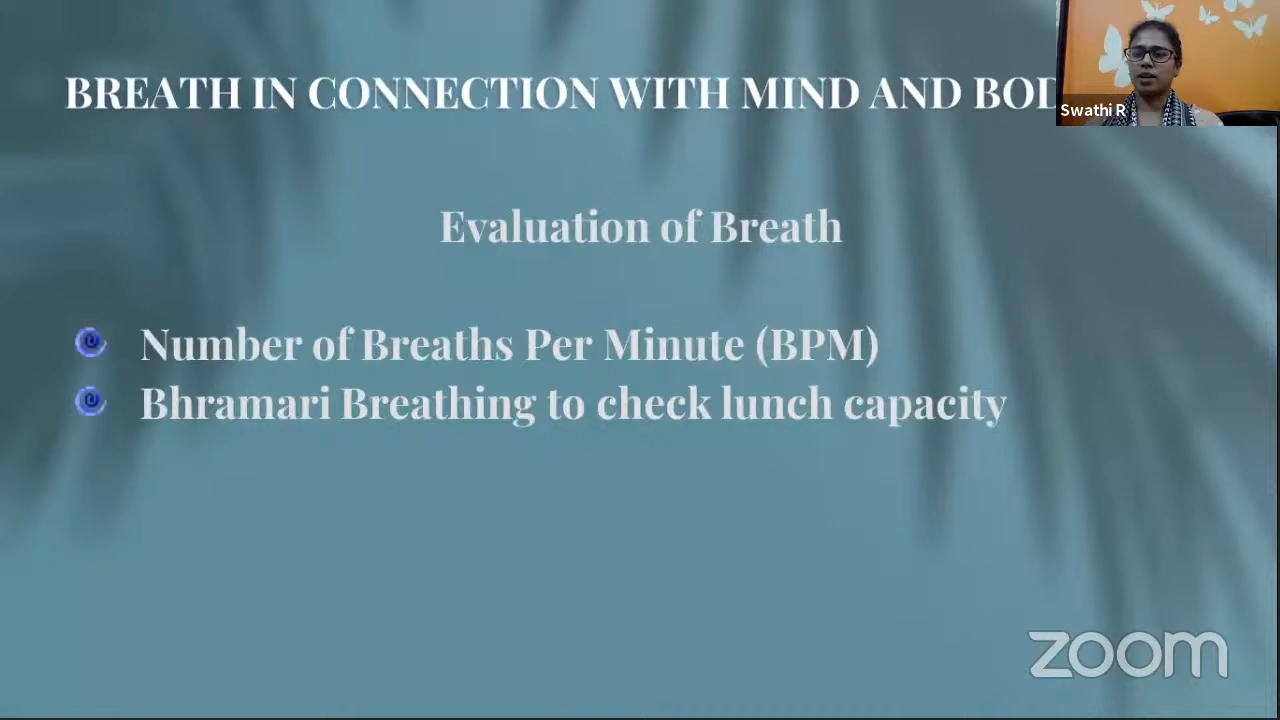 BREATH IN CONNECTION WITH MIND AND BOD
Swathi R
Evaluation of Breath
Number of Breaths Per Minute (BPM)
Bhramari Breathing to check lunch capacity
zoom